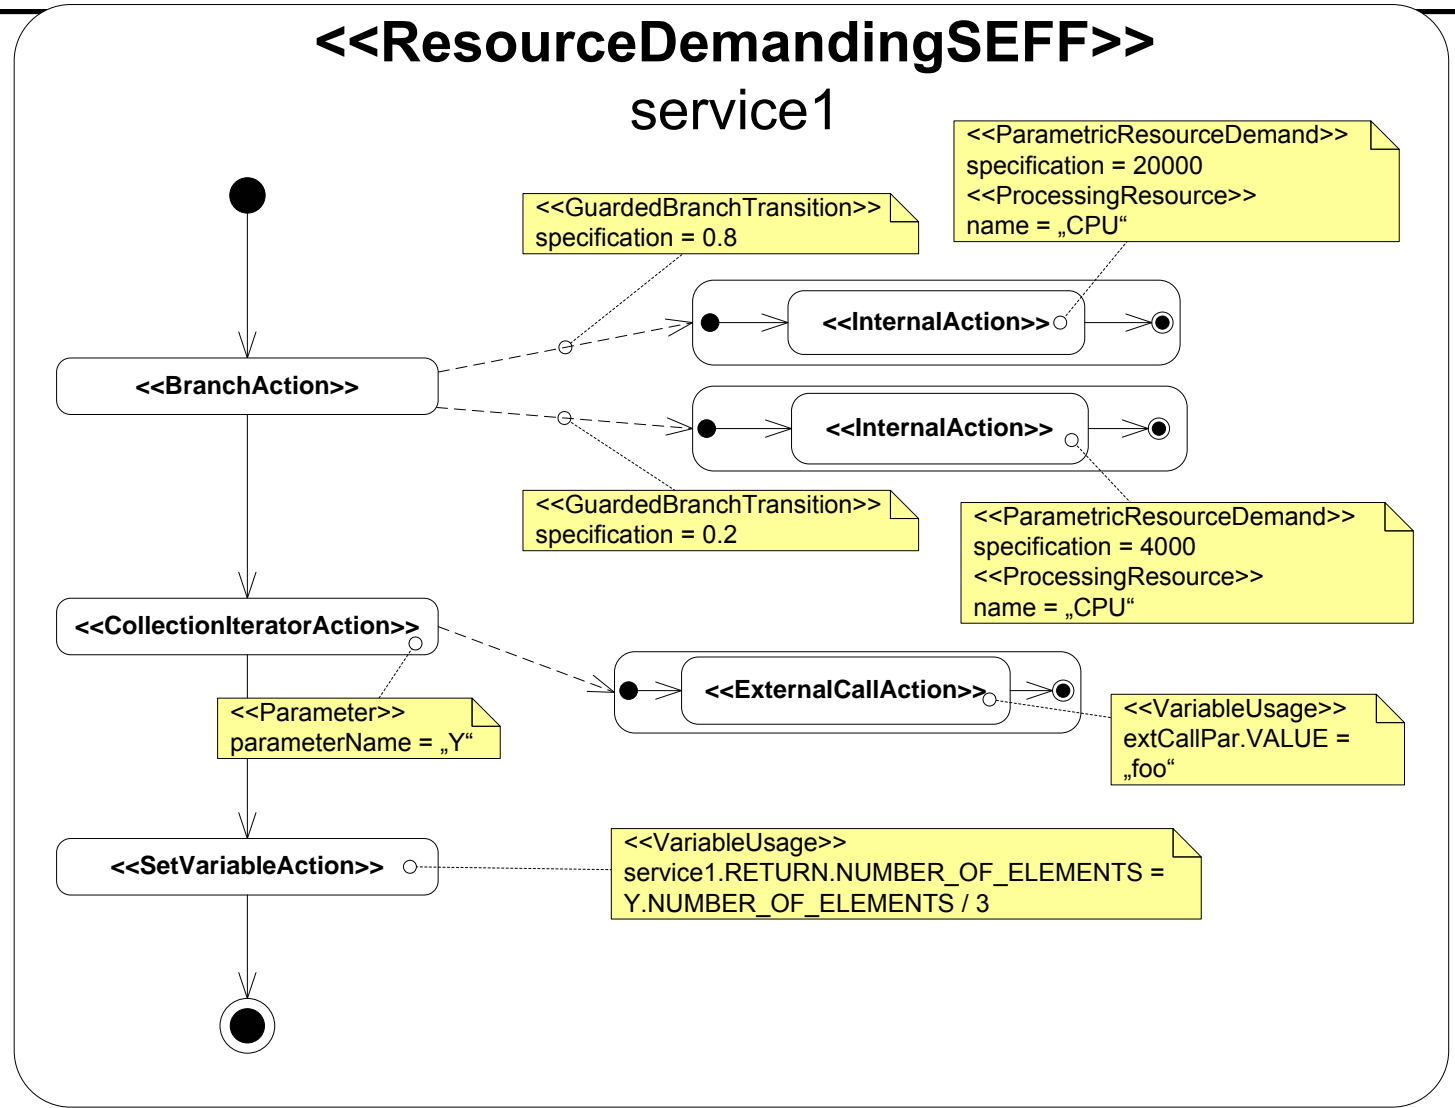 <<ResourceDemandingSEFF>>
service1
<<ParametricResourceDemand>>
specification = 20000
<<ProcessingResource>>
name = „CPU“
<<GuardedBranchTransition>>
specification = 0.8
<<InternalAction>>
<<BranchAction>>
<<InternalAction>>
<<GuardedBranchTransition>>
specification = 0.2
<<ParametricResourceDemand>>
specification = 4000
<<ProcessingResource>>
name = „CPU“
<<CollectionIteratorAction>>
<<ExternalCallAction>>
<<Parameter>>
parameterName = „Y“
<<VariableUsage>>
extCallPar.VALUE =
„foo“
<<SetVariableAction>>
<<VariableUsage>>
service1.RETURN.NUMBER_OF_ELEMENTS =
Y.NUMBER_OF_ELEMENTS / 3